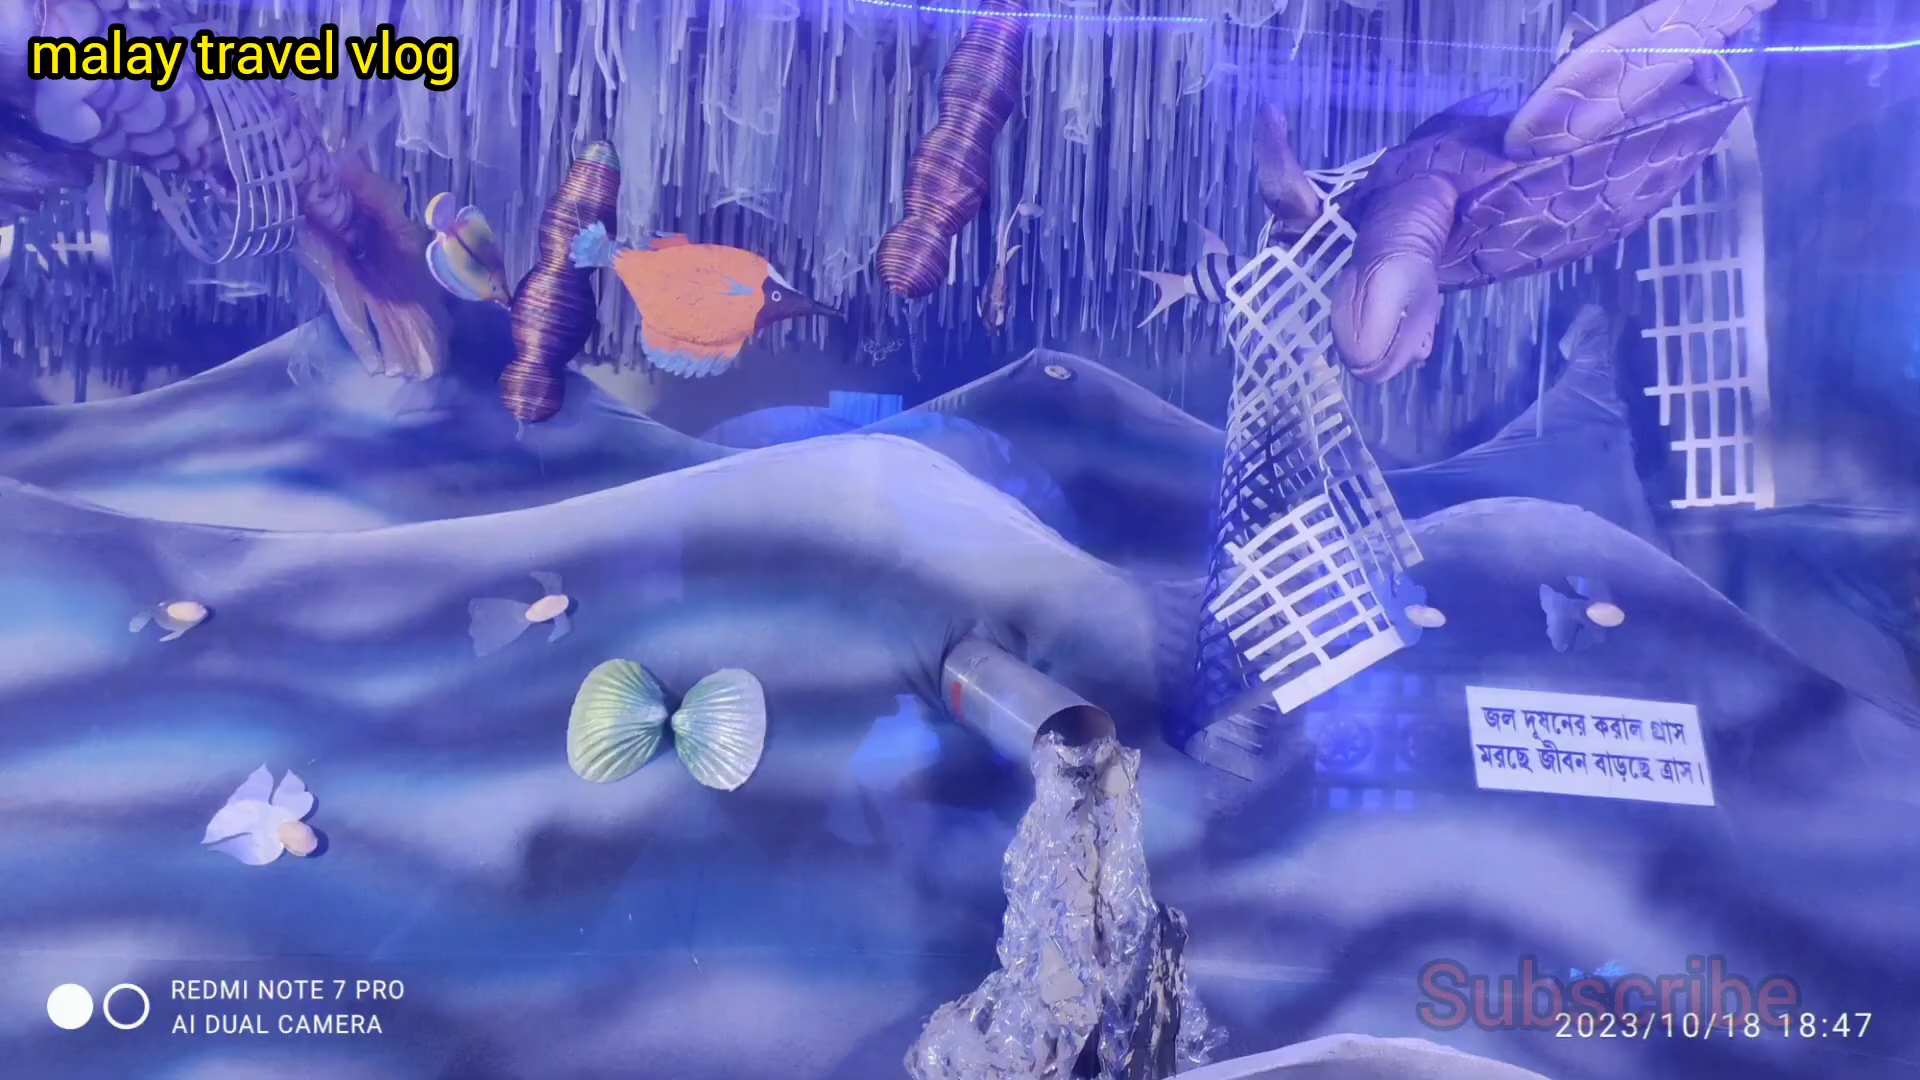 malay travel vlog
জল দূষনের করাল গ্রাস
মরছে জীবন বাড়ছে ত্রাস।
Subscribe
REDMI NOTE 7 PRO
AI DUAL CAMERA
2023/10/18 18:47